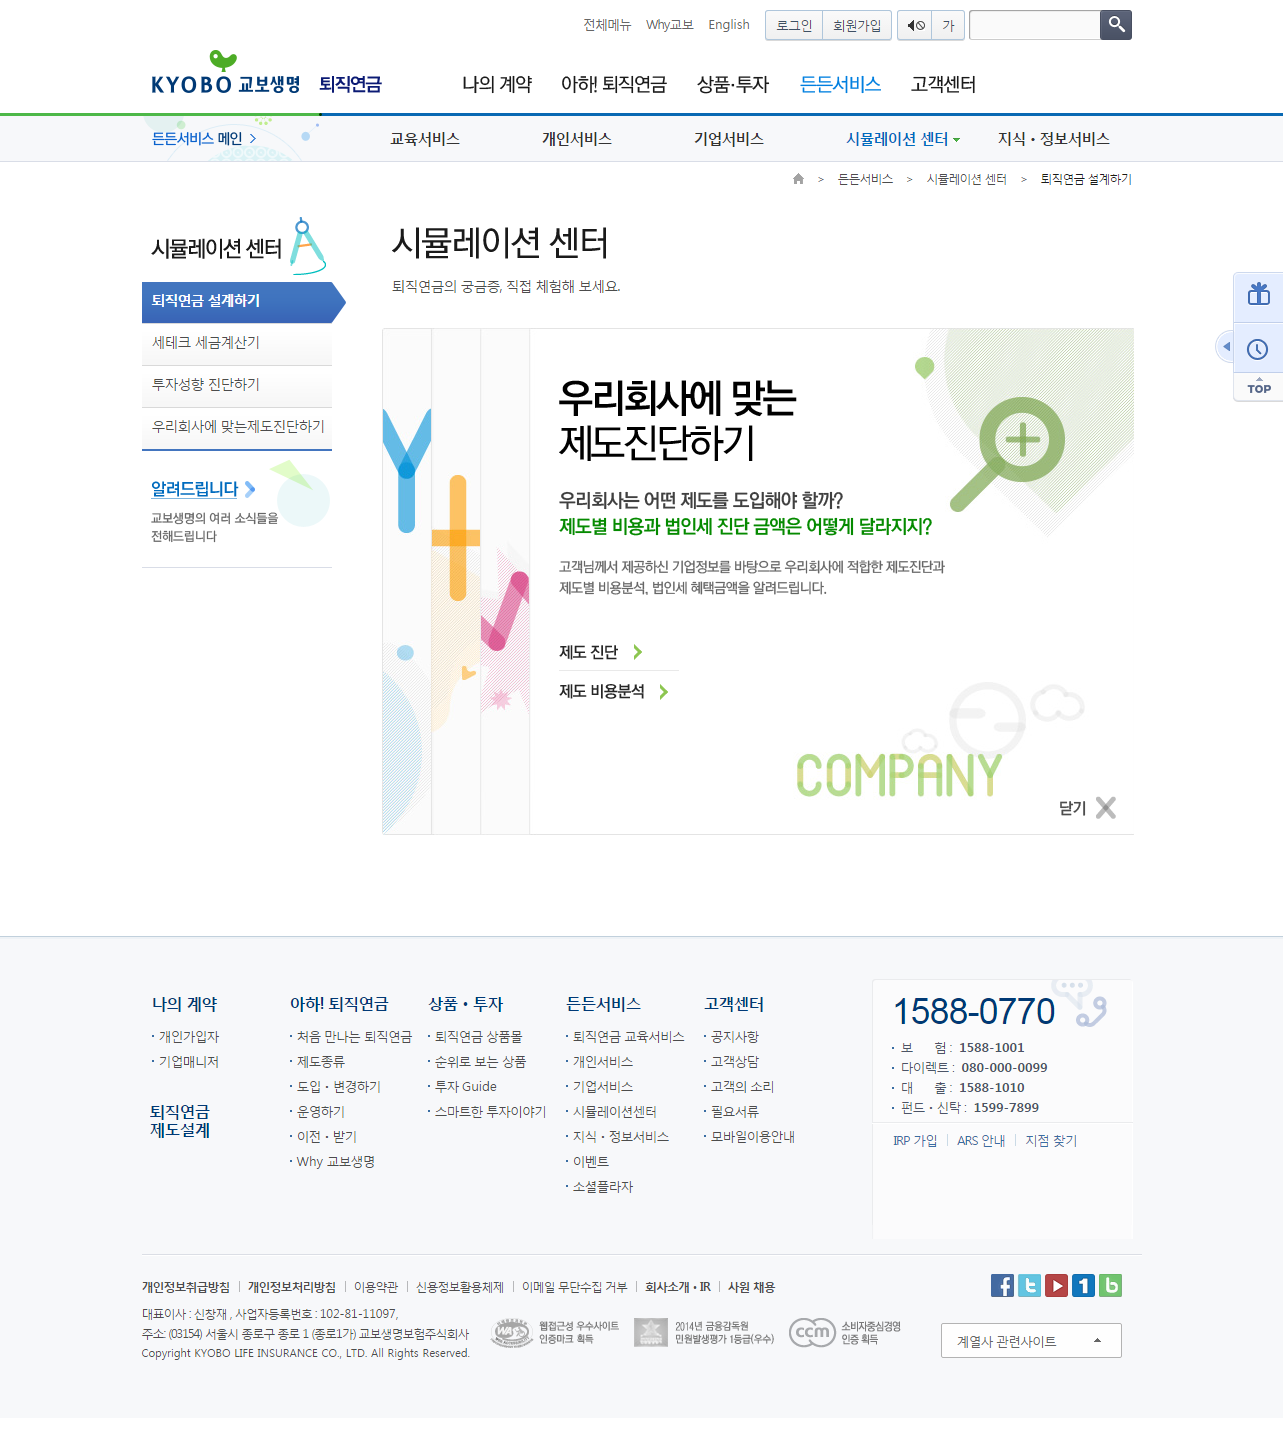 전체메뉴 Why교보 English 로그인 회원가입 가
KYOBO 교보생명 퇴직연금
나의 계약 아하! 퇴직연금 상품·투자 든든서비스 고객센터
든든서비스 메인 교육서비스 개인서비스 기업서비스 시뮬레이션 센터 지식·정보서비스
> 든든서비스 > 시뮬레이션 센터 > 퇴직연금 설계하기
시뮬레이션 센터
퇴직연금 설계하기
세테크 세금계산기
투자성향 진단하기
우리회사에 맞는제도진단하기
알려드립니다
교보생명의 여러 소식들을
전해드립니다
시뮬레이션 센터
퇴직연금의 궁금증, 직접 체험해 보세요.
우리회사에 맞는
제도진단하기
우리회사는 어떤 제도를 도입해야 할까?
제도별 비용과 법인세 진단 금액은 어떻게 달라지지?
고객님께서 제공하신 기업정보를 바탕으로 우리회사에 적합한 제도진단과
제도별 비용분석, 법인세 혜택금액을 알려드립니다.
제도 진단
제도 비용분석
COMPANY
닫기
TOP
나의 계약
개인가입자
기업매니저
퇴직연금
제도설계
아하! 퇴직연금
처음 만나는 퇴직연금
제도종류
도입·변경하기
운영하기
이전·받기
Why 교보생명
상품·투자
퇴직연금 상품몰
순위로 보는 상품
투자 Guide
스마트한 투자이야기
든든서비스
퇴직연금 교육서비스
개인서비스
기업서비스
시뮬레이션센터
지식·정보서비스
이벤트
소셜플라자
고객센터
공지사항
고객상담
고객의 소리
필요서류
모바일이용안내
1588-0770
보 험 : 1588-1001
다이렉트 : 080-000-0099
대 출 : 1588-1010
펀드·신탁 : 1599-7899
IRP 가입 ARS 안내 지점 찾기
개인정보취급방침 개인정보처리방침 이용약관 신용정보활용체제 이메일 무단수집 거부 회사소개·IR 사원 채용
대표이사 : 신창재 , 사업자등록번호 : 102-81-11097,
주소: (03154) 서울시 종로구 종로 1 (종로1가) 교보생명보험주식회사
Copyright KYOBO LIFE INSURANCE CO., LTD. All Rights Reserved.
웹접근성 우수사이트
인증마크 획득
2014년 금융감독원
민원발생평가 1등급(우수)
ccm
소비자중심경영
인증 획득
계열사 관련사이트